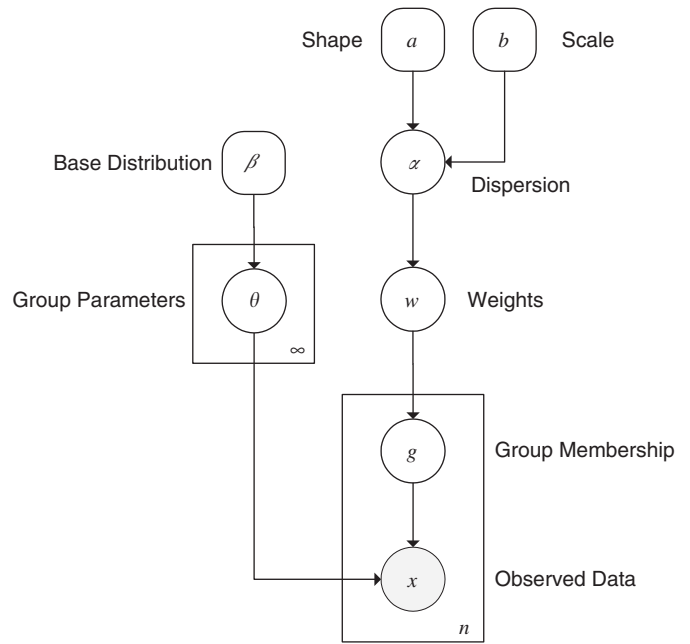 Shape a b Scale
Base Distribution β α Dispersion
Group Parameters θ w Weights
∞
g Group Membership
x Observed Data
n